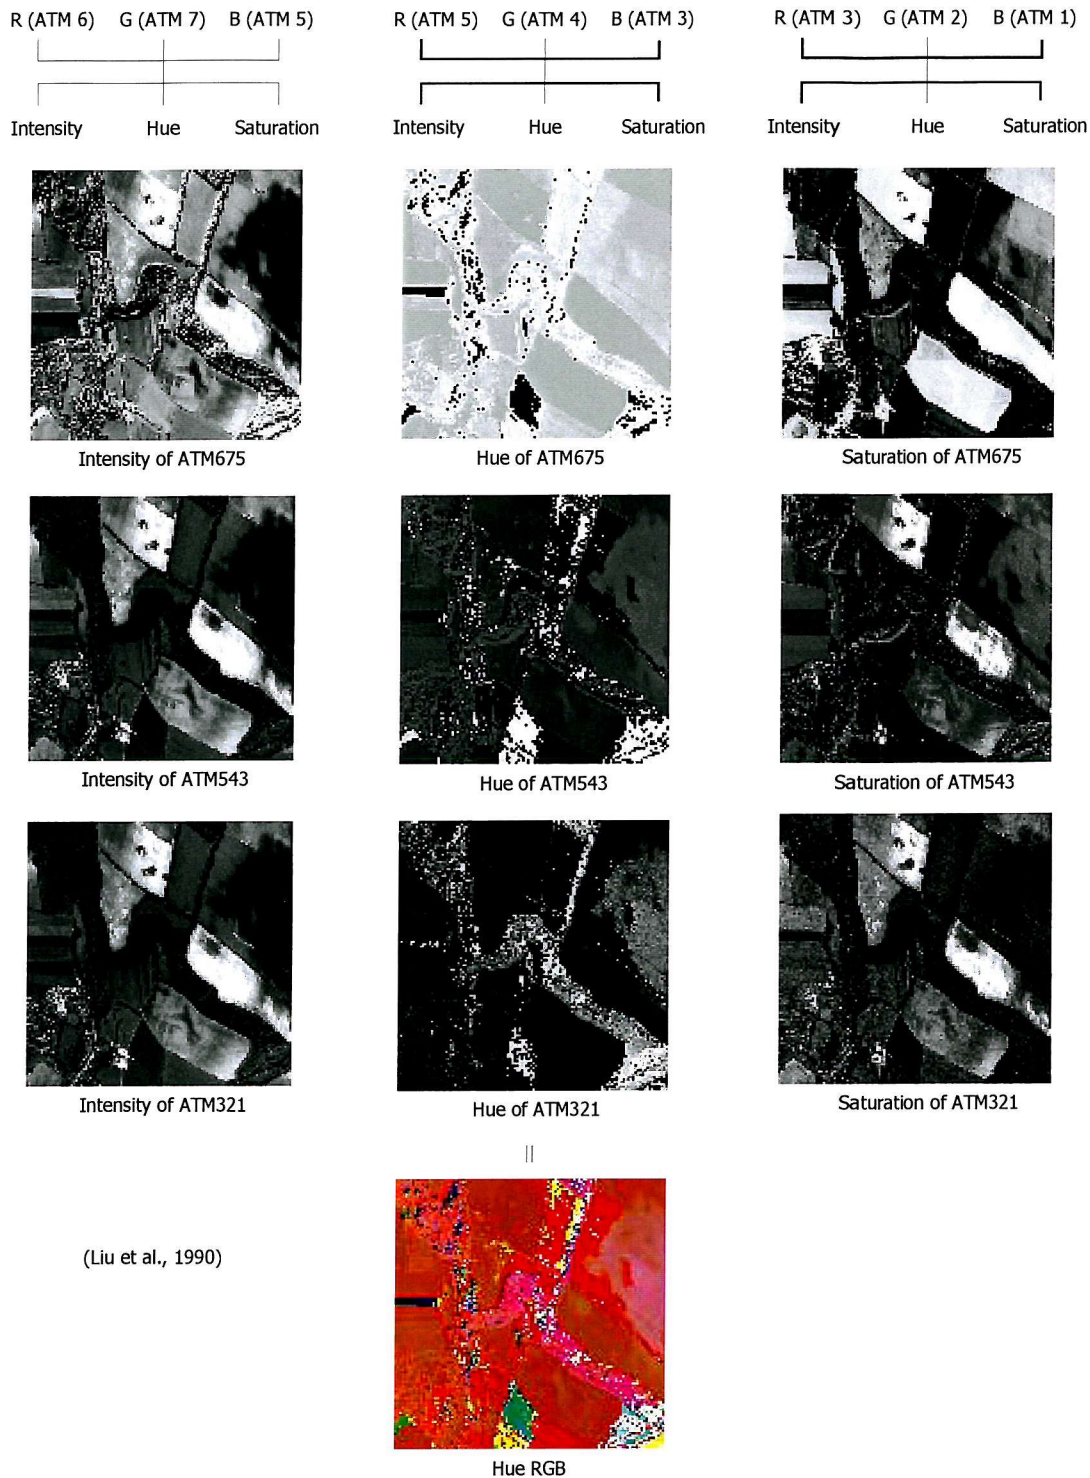 R (ATM 6) G (ATM 7) B (ATM 5) R (ATM 5) G (ATM 4) B (ATM 3) R (ATM 3) G (ATM 2) B (ATM 1)
Intensity Hue Saturation Intensity Hue Saturation Intensity Hue Saturation
Intensity of ATM675 Hue of ATM675 Saturation of ATM675
Intensity of ATM543 Hue of ATM543 Saturation of ATM543
Intensity of ATM321 Hue of ATM321 Saturation of ATM321
(Liu et al., 1990)
Hue RGB